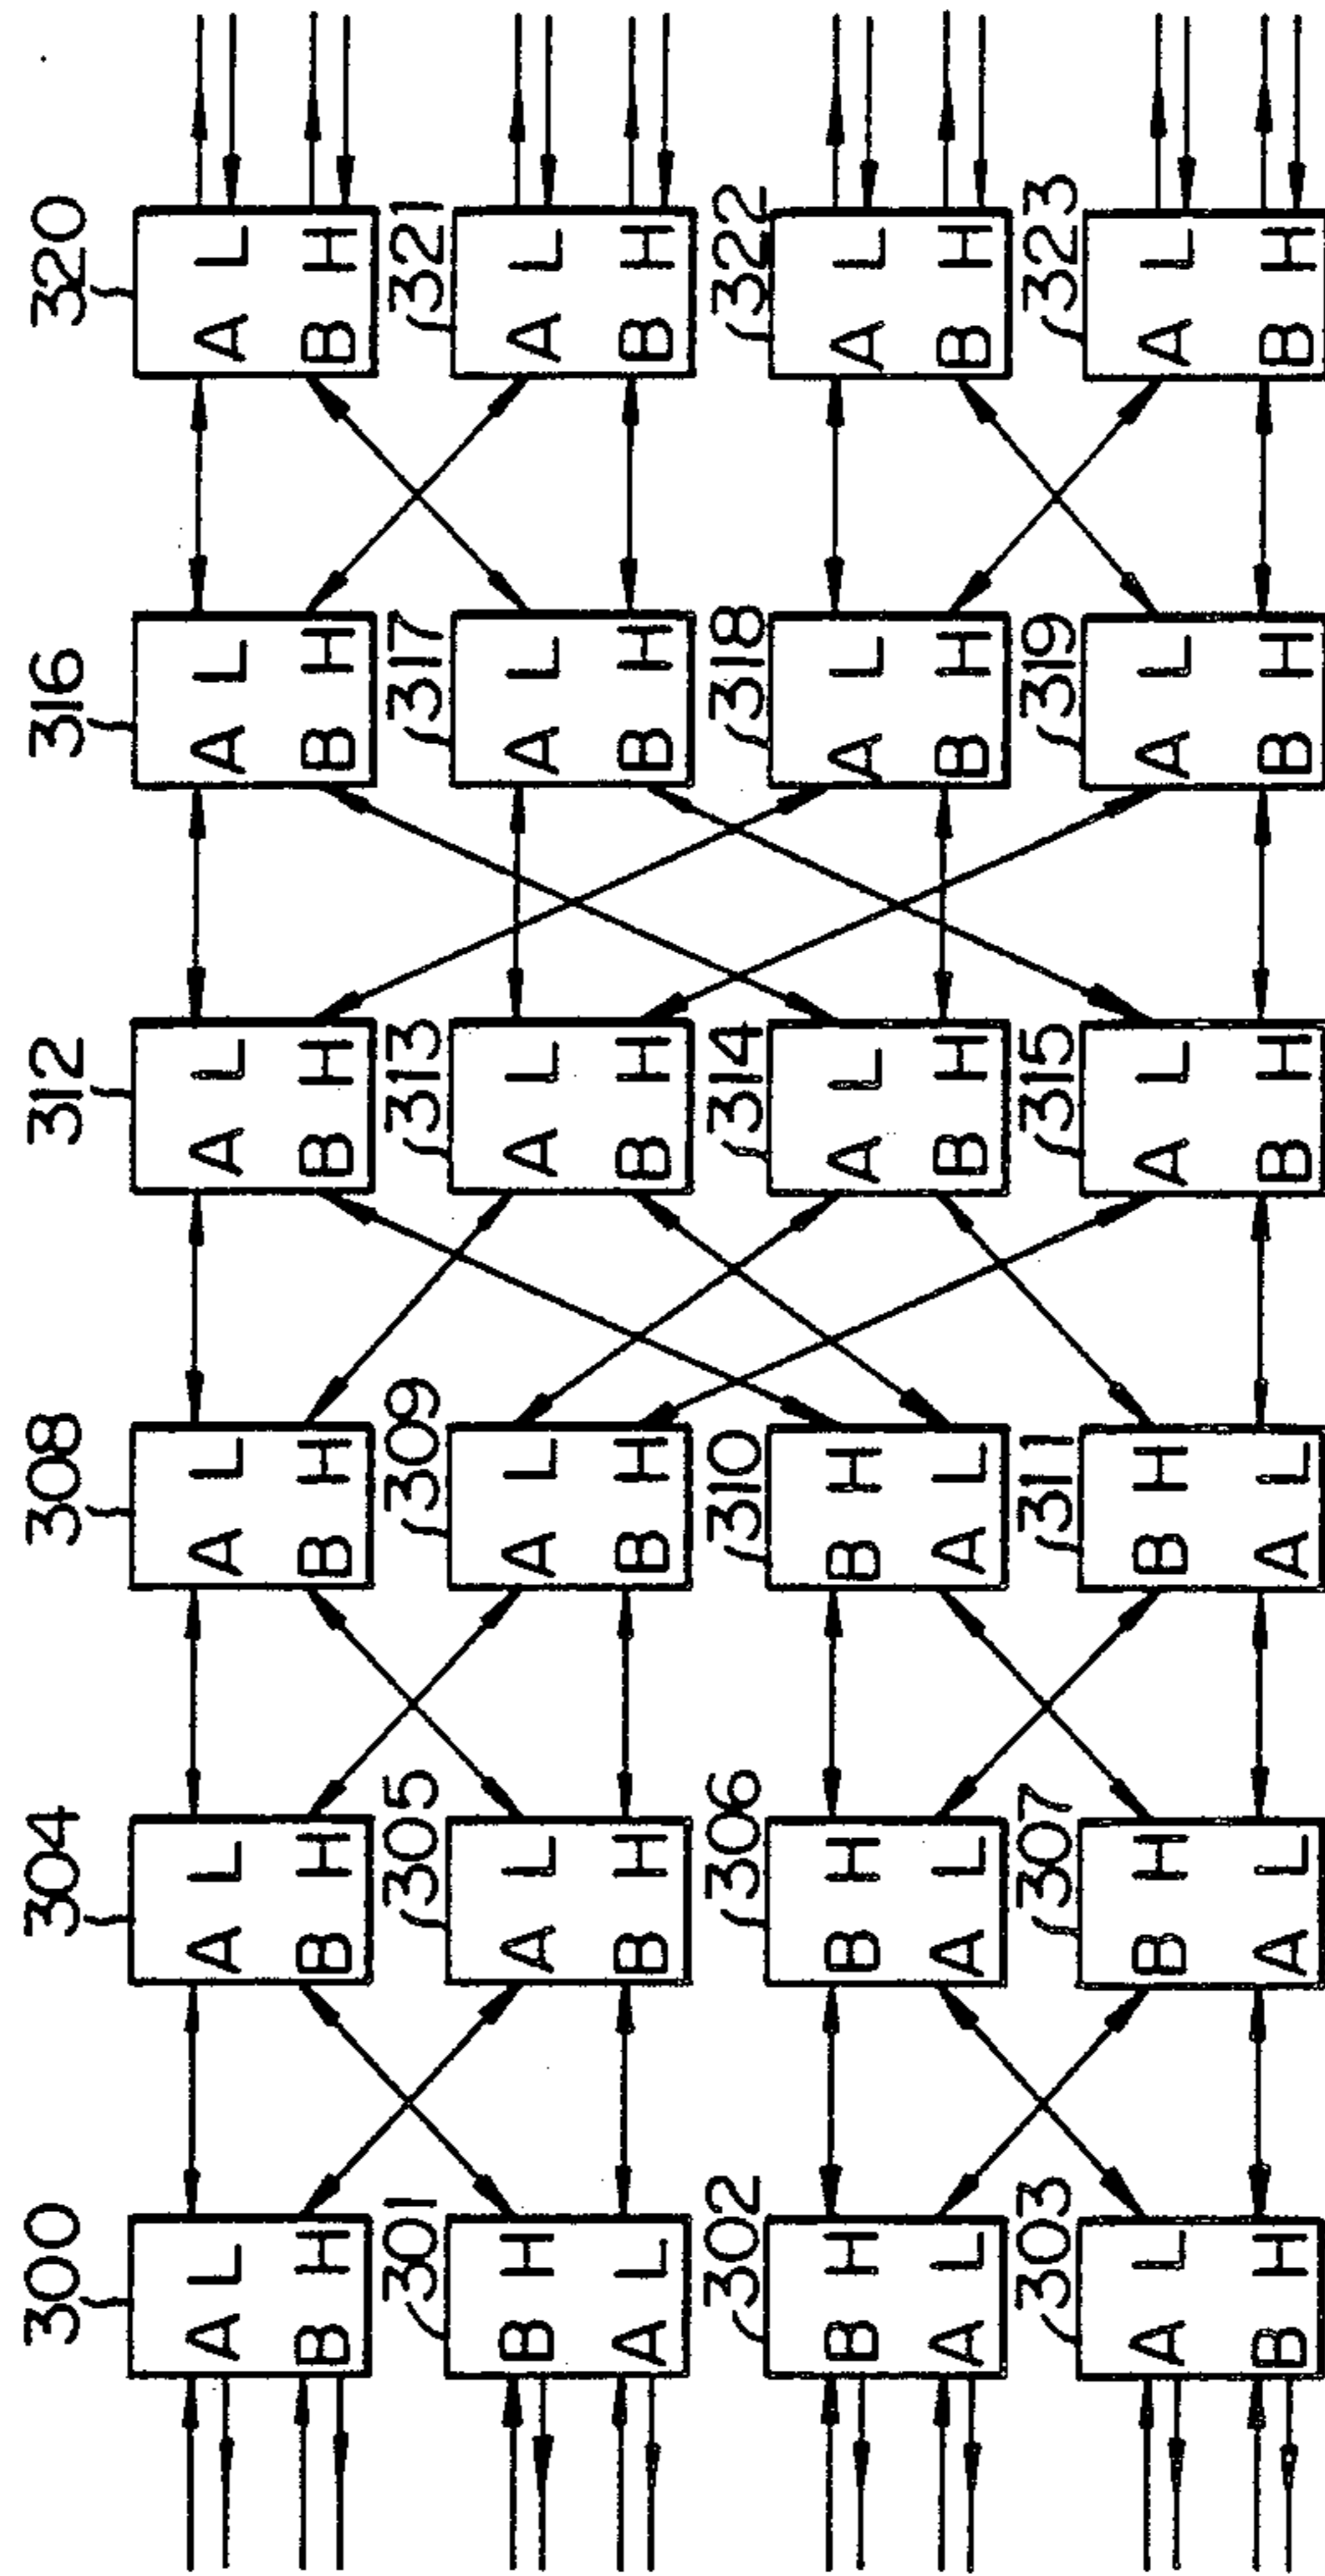 300 304 308 312 316 320
A L A L A L A L A L A L
B H B H B H B H B H B H
301 305 309 313 317 321
B H A L A L A L A L A L
A L B H B H B H B H B H
302 306 310 314 318 322
B H B H B H A L A L A L
A L A L A L B H B H B H
303 307 311 315 319 323
A L B H B H A L A L A L
B H A L A L B H B H B H